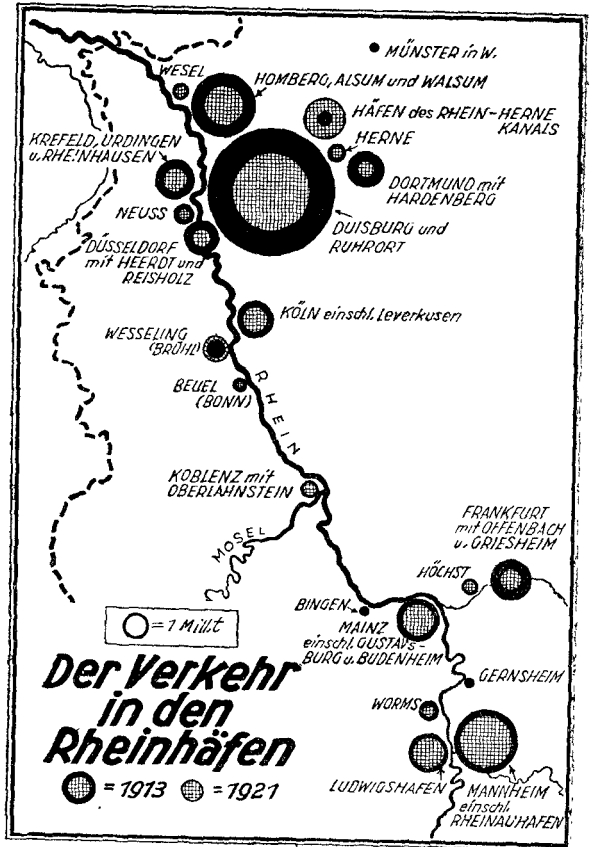 MÜNSTER in W.
WESEL
HOMBERG, ALSUM und WALSUM
HÄFEN des RHEIN-HERNE
KANALS
HERNE
KREFELD, ÜRDINGEN
u. RHEINHAUSEN
DORTMUND mit
HARDENBERG
NEUSS
DUISBURG und
RUHRORT
DÜSSELDORF
mit HEERDT und
REISHOLZ
KÖLN einschl. Leverkusen
WESSELING
(BRÜHL)
BEUEL
(BONN)
RHEIN
KOBLENZ mit
OBERLAHNSTEIN
MOSEL
FRANKFURT
mit OFFENBACH
u. GRIESHEIM
HÖCHST
BINGEN
MAINZ
einschl. GUSTAVS-
BURG u. BUDENHEIM
= 1 Mill.t
GERNSHEIM
WORMS
Der Verkehr
in den
Rheinhäfen
= 1913 = 1921
LUDWIGSHAFEN
MANNHEIM
einschl.
RHEINAUHAFEN